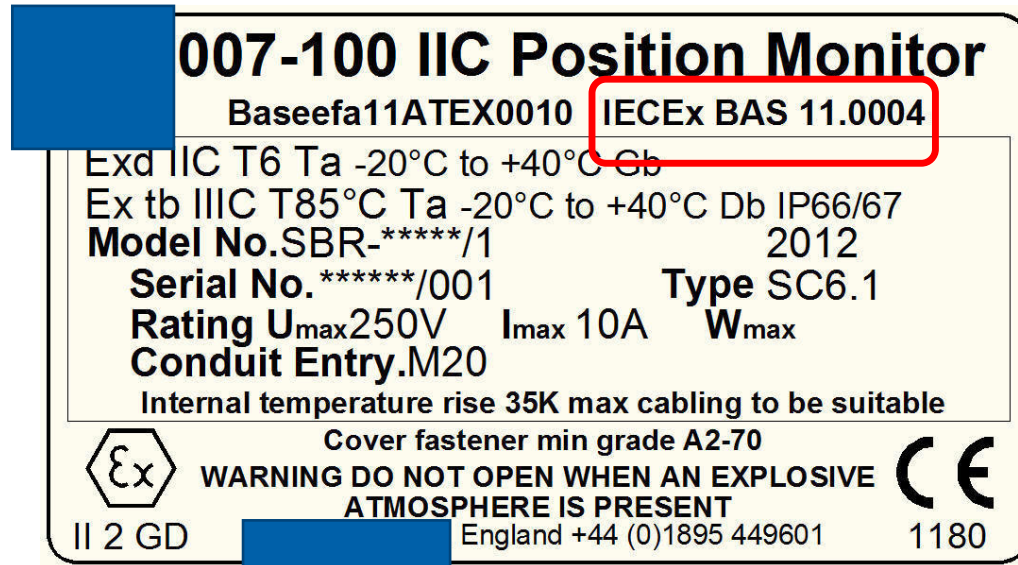 007-100 IIC Position Monitor
Baseefa11ATEX0010 IECEx BAS 11.0004
Exd IIC T6 Ta -20°C to +40°C Gb
Ex tb IIIC T85°C Ta -20°C to +40°C Db IP66/67
Model No.SBR-*****/1 2012
Serial No.******/001 Type SC6.1
Rating Umax250V Imax 10A Wmax
Conduit Entry.M20
Internal temperature rise 35K max cabling to be suitable
Cover fastener min grade A2-70
Ex WARNING DO NOT OPEN WHEN AN EXPLOSIVE CE
ATMOSPHERE IS PRESENT
II 2 GD England +44 (0)1895 449601 1180